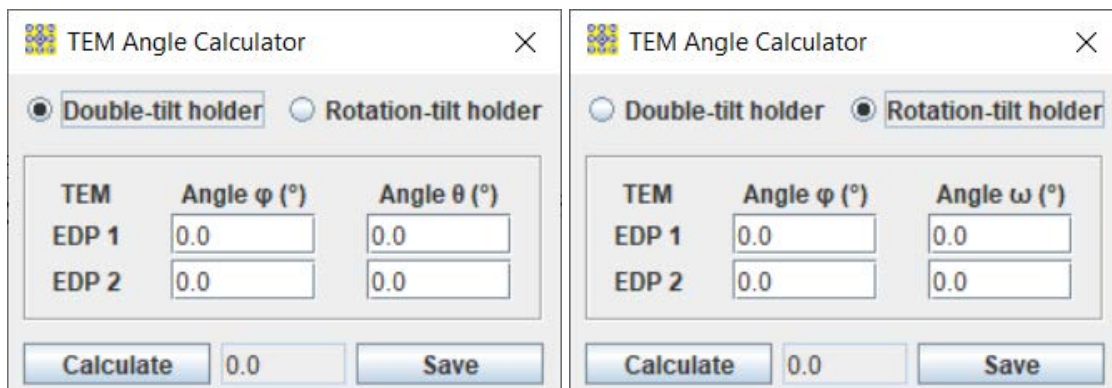 TEM Angle Calculator
Double-tilt holder Rotation-tilt holder
TEM Angle φ (°) Angle θ (°)
EDP 1 0.0 0.0
EDP 2 0.0 0.0
Calculate 0.0 Save
TEM Angle Calculator
Double-tilt holder Rotation-tilt holder
TEM Angle φ (°) Angle ω (°)
EDP 1 0.0 0.0
EDP 2 0.0 0.0
Calculate 0.0 Save